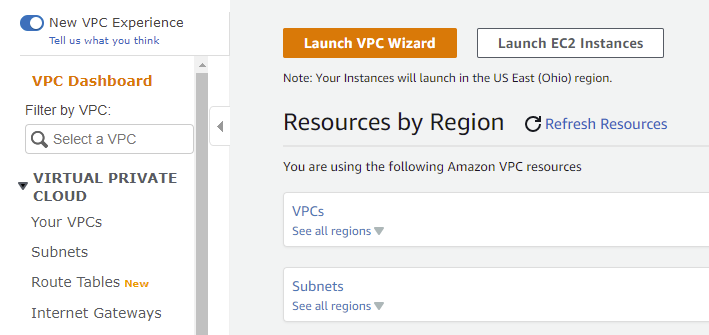 New VPC Experience
Tell us what you think
VPC Dashboard
Filter by VPC:
Select a VPC
VIRTUAL PRIVATE
CLOUD
Your VPCs
Subnets
Route Tables New
Internet Gateways
Launch VPC Wizard
Launch EC2 Instances
Note: Your Instances will launch in the US East (Ohio) region.
Resources by Region
Refresh Resources
You are using the following Amazon VPC resources
VPCs
See all regions
Subnets
See all regions